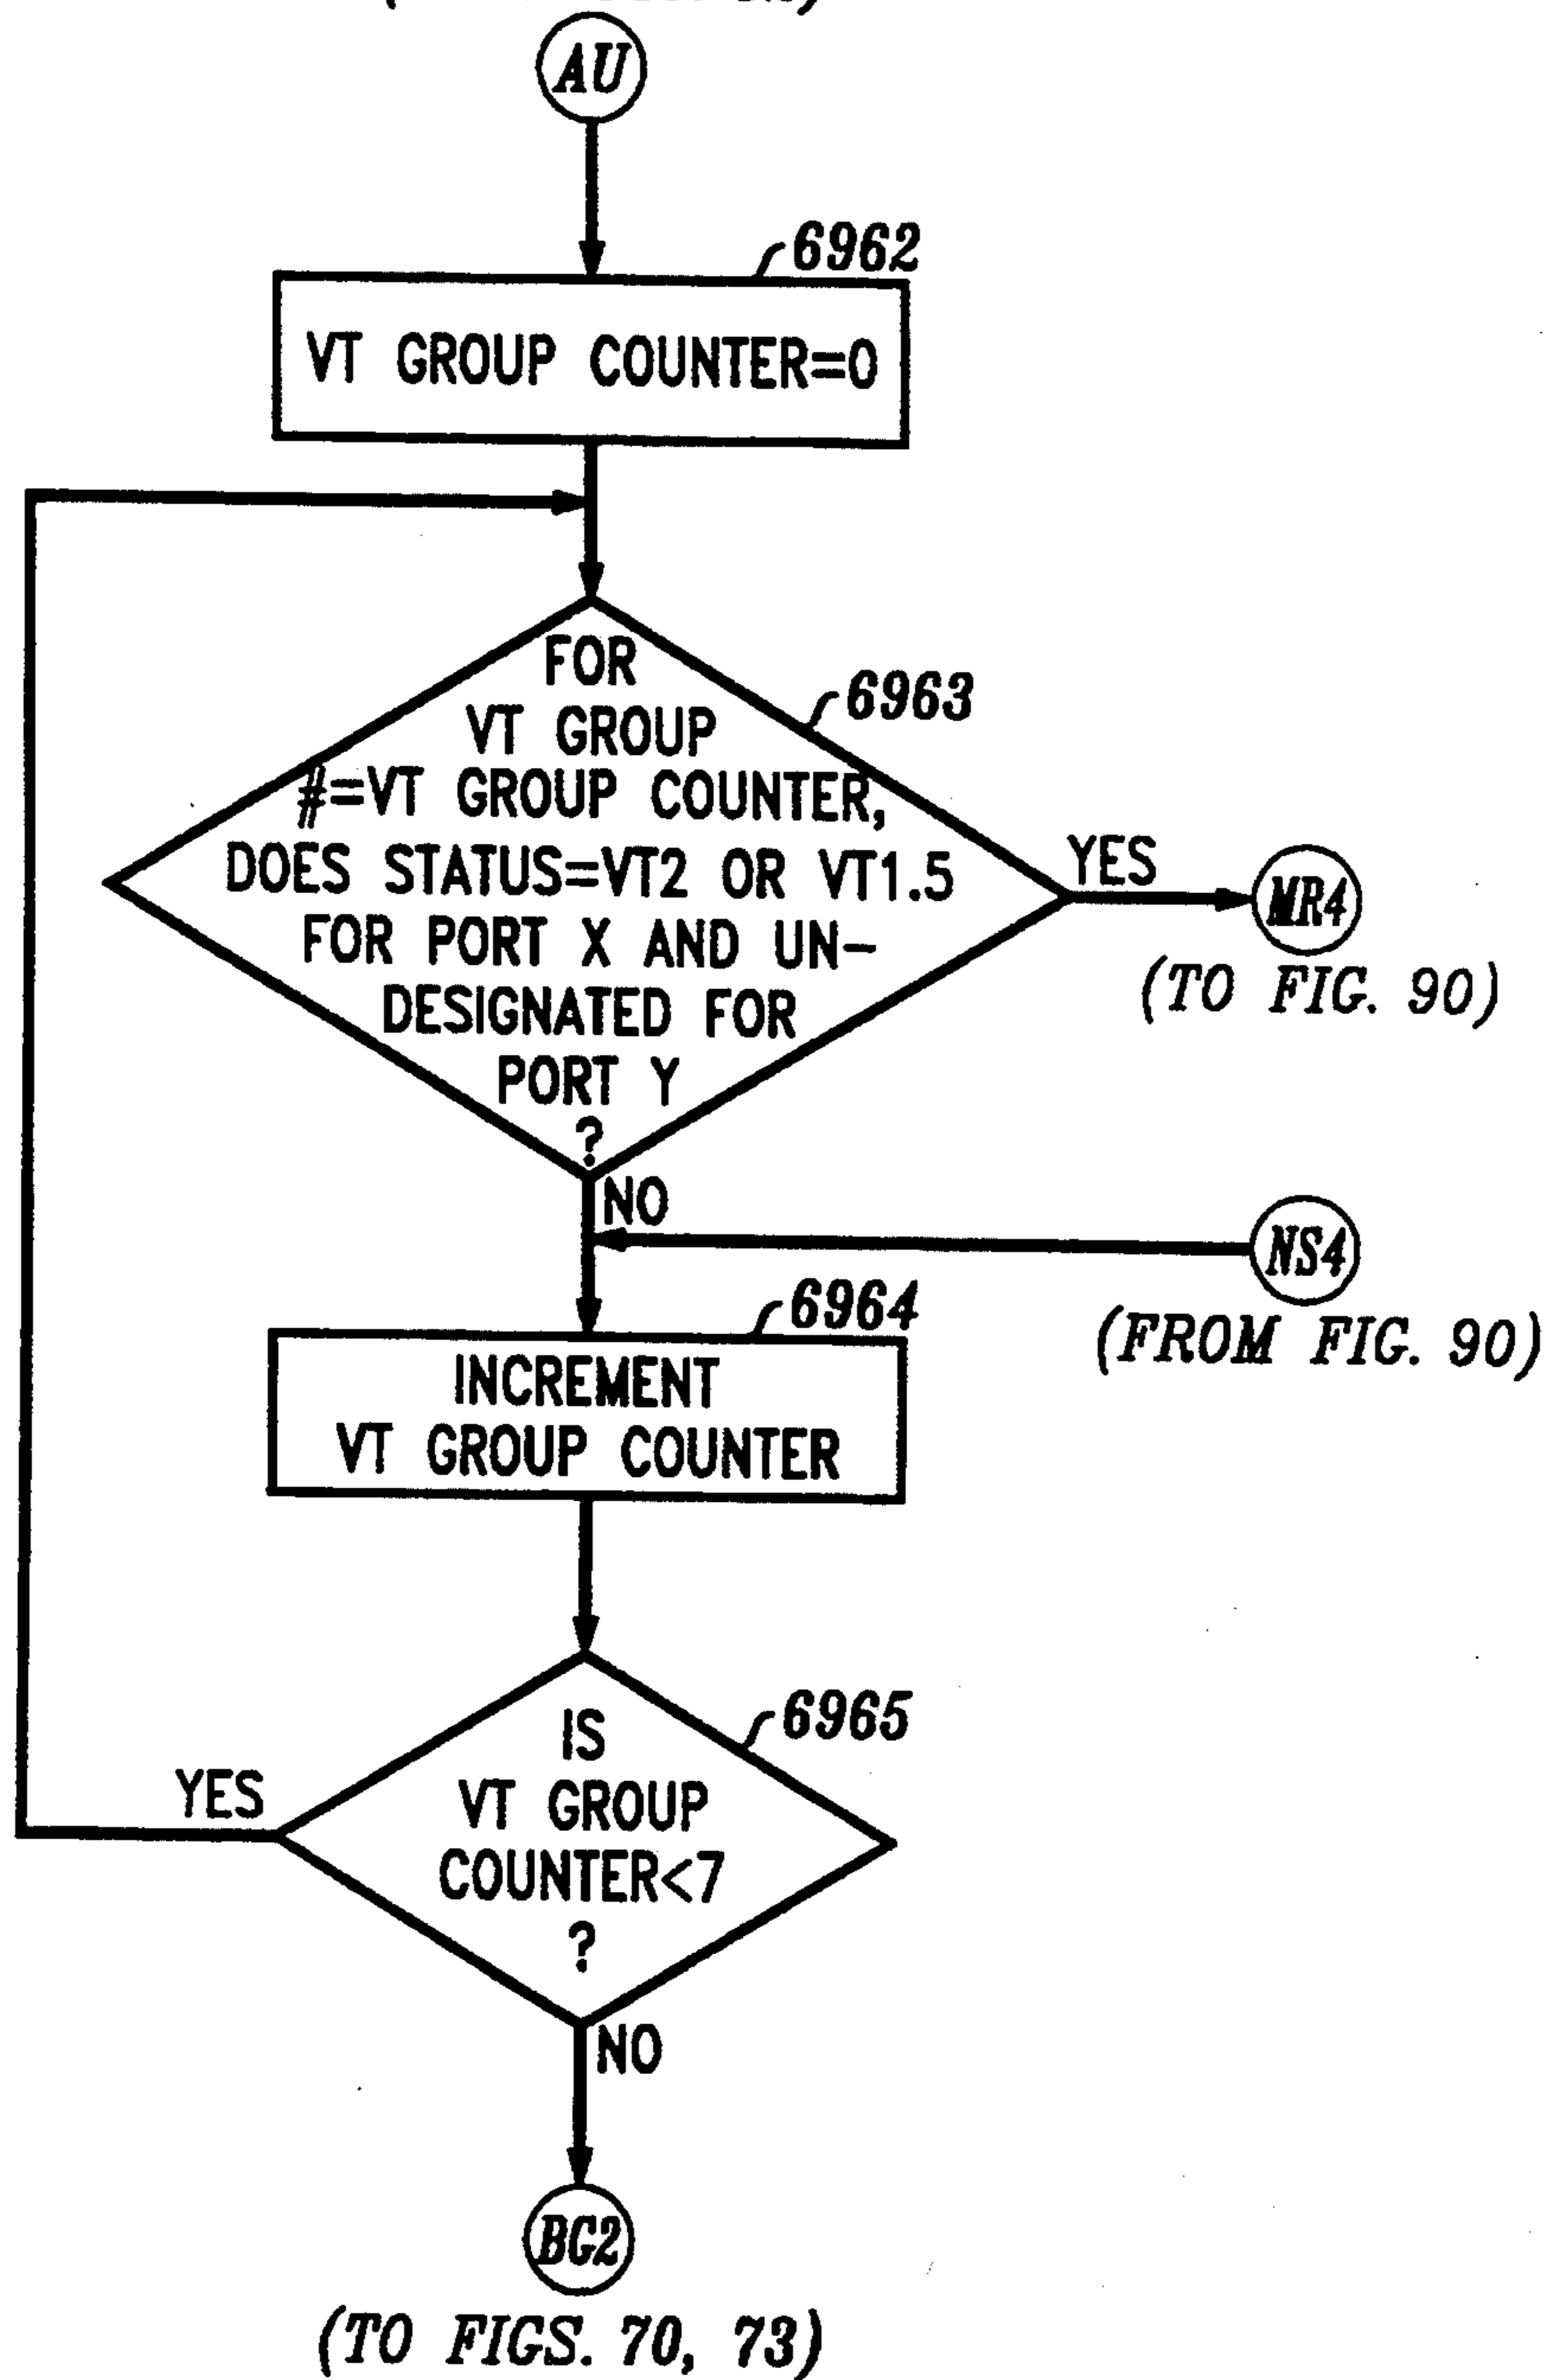 AU
6962
VT GROUP COUNTER=0
FOR
VT GROUP
#=VT GROUP COUNTER,
DOES STATUS=VT2 OR VT1.5
FOR PORT X AND UN-
DESIGNATED FOR
PORT Y
?
6963
YES
MR4
(TO FIG. 90)
NO
NS4
(FROM FIG. 90)
6964
INCREMENT
VT GROUP COUNTER
6965
IS
VT GROUP
COUNTER<7
?
YES
NO
BG2
(TO FIGS. 70, 73)